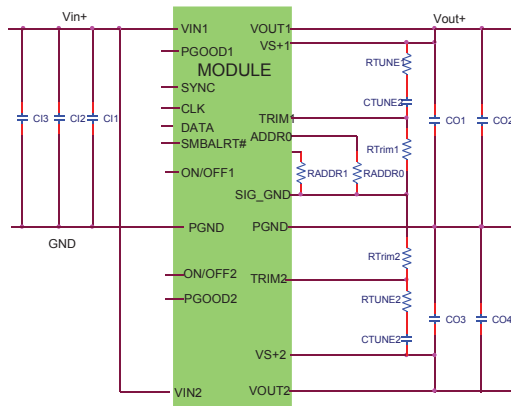 Vin+
VIN1
VOUT1
Vout+
VS+1
PGOOD1
RTUNE1
MODULE
SYNC
CTUNE2
CLK
TRIM1
CI3
CI2
CI1
CO1
CO2
DATA
ADDR0
SMBALRT#
RTrim1
ON/OFF1
RADDR1
RADDR0
SIG_GND
PGND
PGND
GND
RTrim2
ON/OFF2
TRIM2
PGOOD2
RTUNE2
CO3
CO4
CTUNE2
VS+2
VIN2
VOUT2